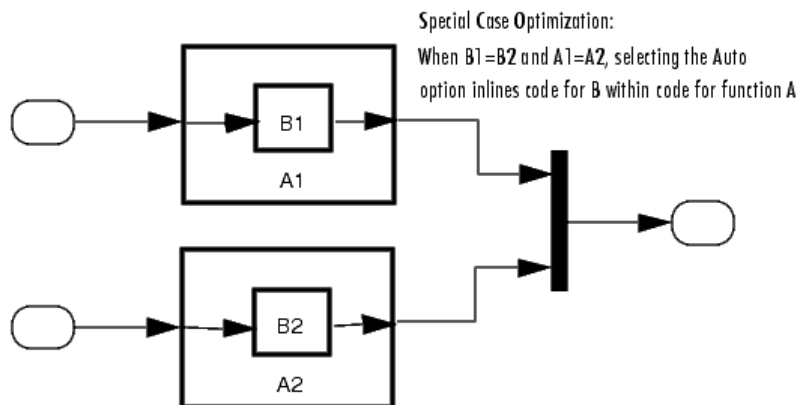 Special Case Optimization:
When B1=B2 and A1=A2, selecting the Auto
option inlines code for B within code for function A
B1
A1
B2
A2